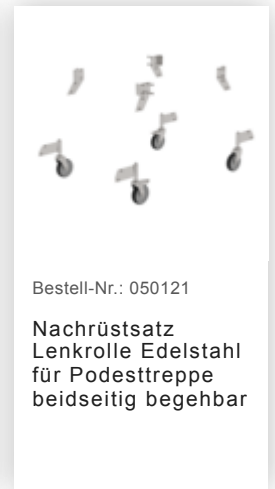 Bestell-Nr.: 050121
Nachrüstsatz
Lenkrolle Edelstahl
für Podesttreppe
beidseitig begehbar